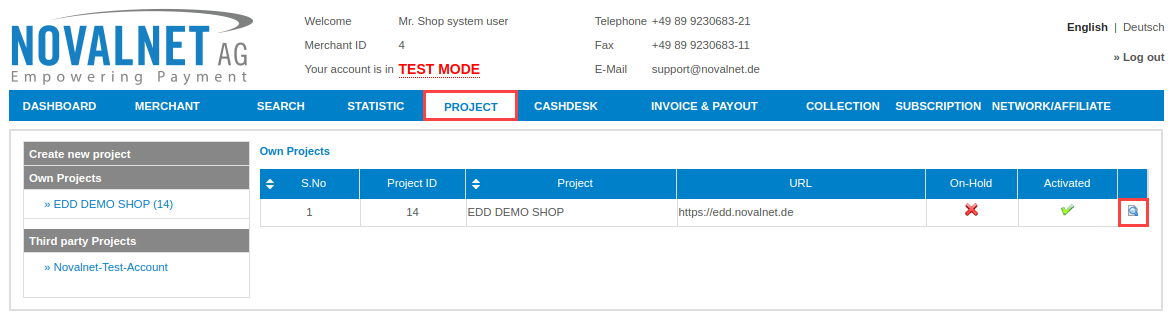 NOVALNET AG
Empowering Payment
Welcome Mr. Shop system user
Merchant ID 4
Your account is in TEST MODE
Telephone +49 89 9230683-21
Fax +49 89 9230683-11
E-Mail support@novalnet.de
English | Deutsch
» Log out
DASHBOARD MERCHANT SEARCH STATISTIC PROJECT CASHDESK INVOICE & PAYOUT COLLECTION SUBSCRIPTION NETWORK/AFFILIATE
Create new project
Own Projects
» EDD DEMO SHOP (14)
Third party Projects
» Novalnet-Test-Account
Own Projects
S.No Project ID Project URL On-Hold Activated
1 14 EDD DEMO SHOP https://edd.novalnet.de